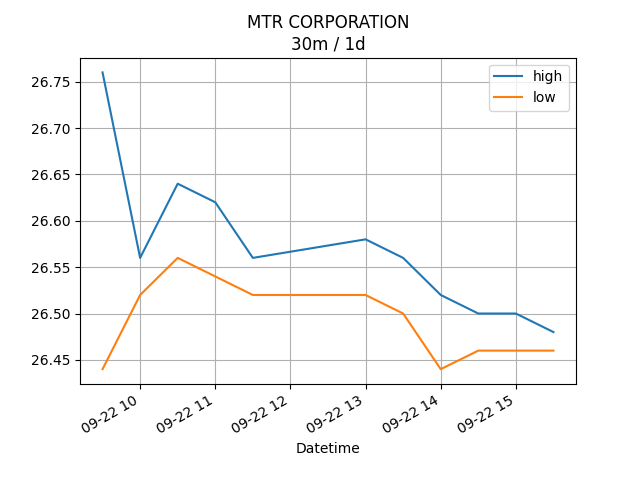 MTR CORPORATION
30m / 1d
high
low
26.75
26.70
26.65
26.60
26.55
26.50
26.45
09-22 10
09-22 11
09-22 12
09-22 13
09-22 14
09-22 15
Datetime